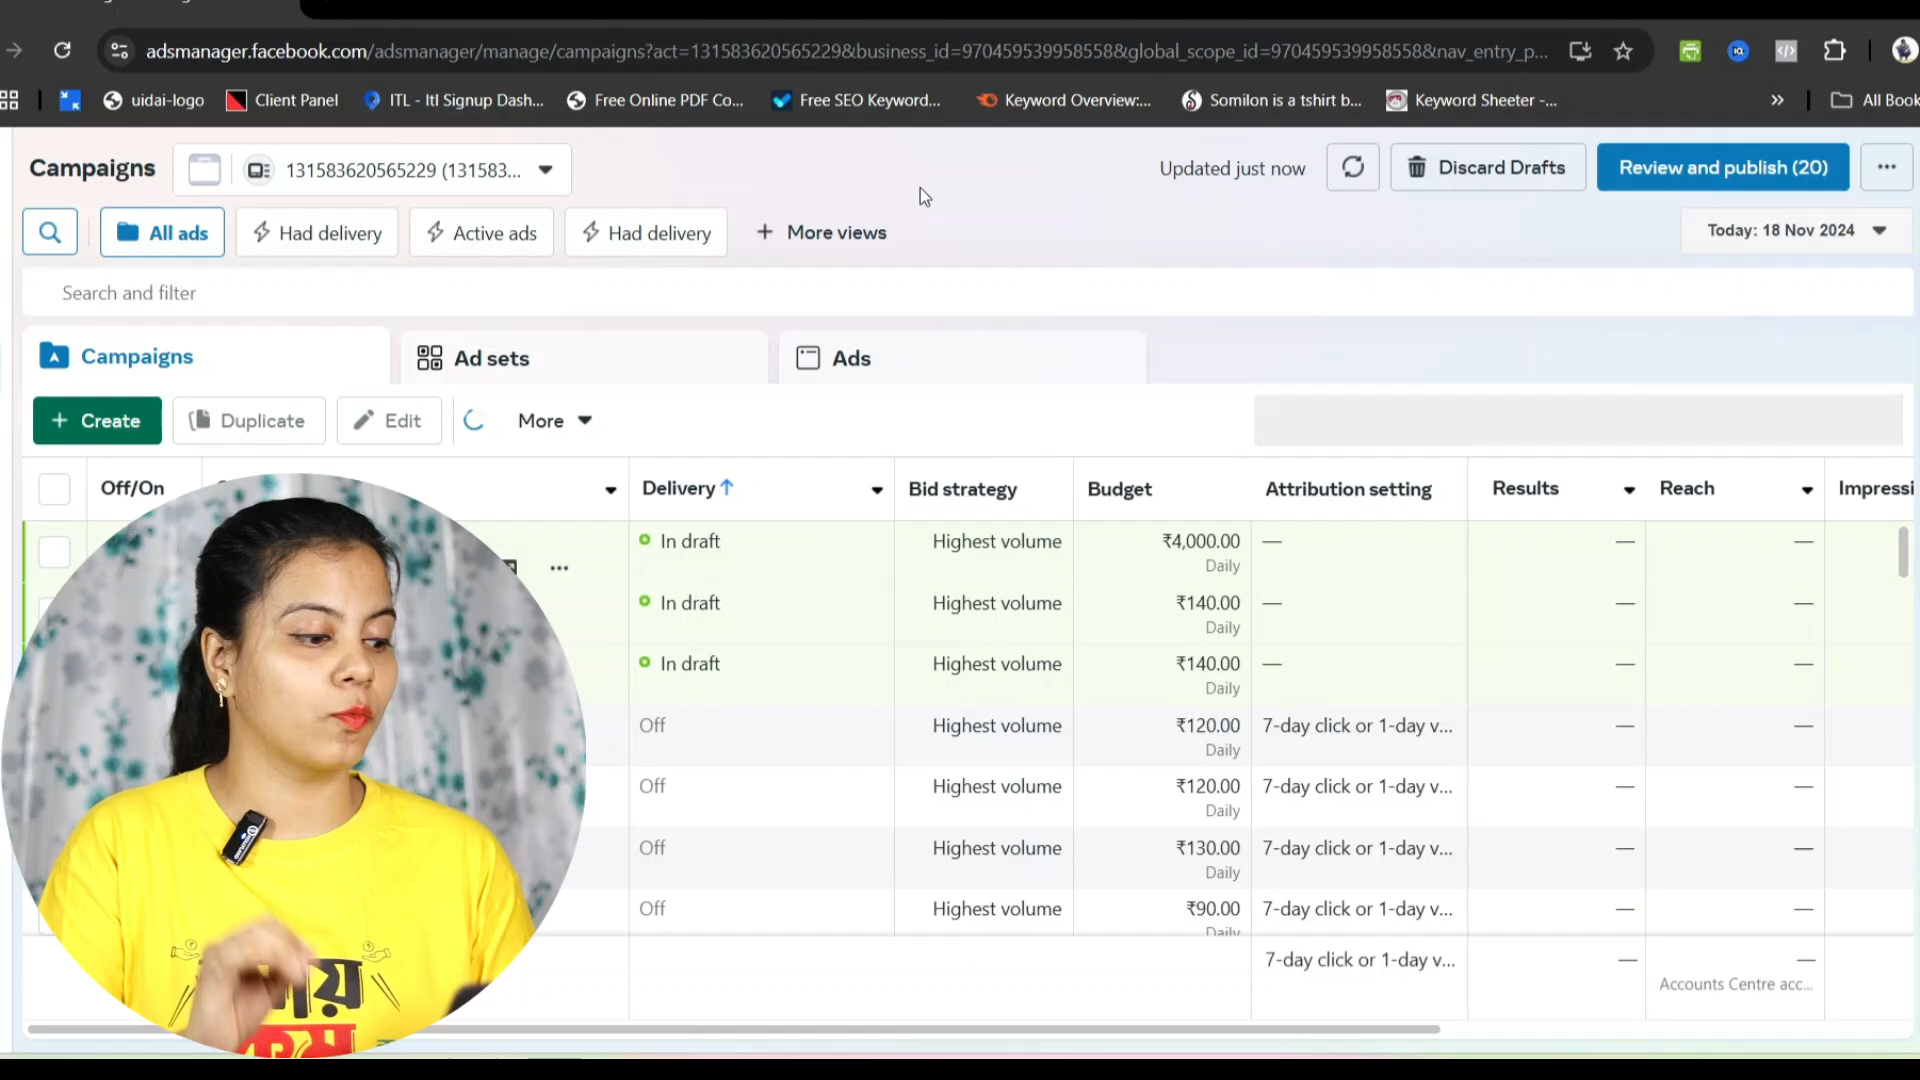 adsmanager.facebook.com/adsmanager/manage/campaigns?act=131583620565229&business_id=970459539958558&global_scope_id=970459539958558&nav_entry_p...
uidai-logo
Client Panel
ITL - Itl Signup Dash...
Free Online PDF Co...
Free SEO Keyword...
Keyword Overview:...
Somilon is a tshirt b...
Keyword Sheeter -...
All Book
Campaigns
131583620565229 (131583...
Updated just now
Discard Drafts
Review and publish (20)
All ads
Had delivery
Active ads
Had delivery
+ More views
Today: 18 Nov 2024
Search and filter
Campaigns
Ad sets
Ads
+ Create
Duplicate
Edit
More
Off/On
Delivery ↑
Bid strategy
Budget
Attribution setting
Results
Reach
Impressi
In draft
Highest volume
₹4,000.00
—
—
—
Daily
In draft
Highest volume
₹140.00
—
—
—
Daily
In draft
Highest volume
₹140.00
—
—
—
Daily
Off
Highest volume
₹120.00
7-day click or 1-day v...
—
—
Daily
Off
Highest volume
₹120.00
7-day click or 1-day v...
—
—
Daily
Off
Highest volume
₹130.00
7-day click or 1-day v...
—
—
Daily
Off
Highest volume
₹90.00
7-day click or 1-day v...
—
—
Daily
7-day click or 1-day v...
—
—
Accounts Centre acc...